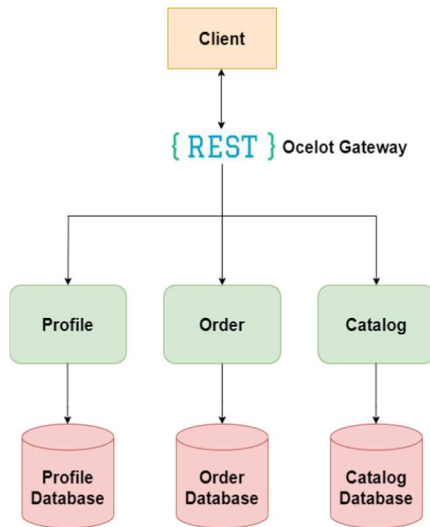 Client
{ REST } Ocelot Gateway
Profile
Order
Catalog
Profile
Database
Order
Database
Catalog
Database